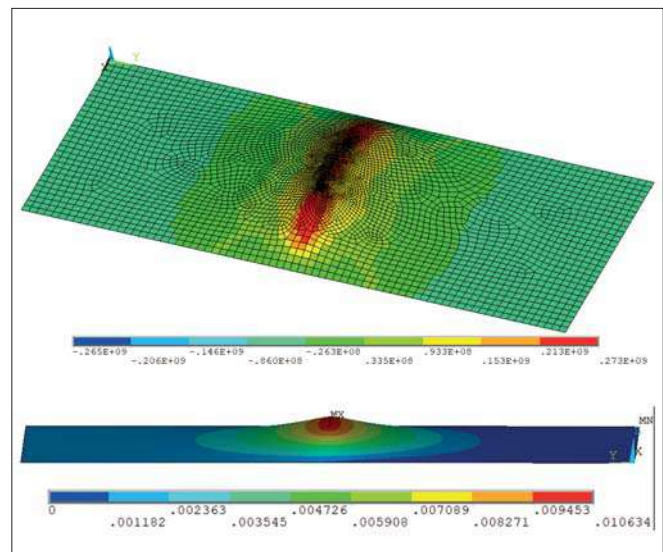 X Y
-.265E+09 -.146E+09 -.263E+08 .933E+08 .213E+09
-.206E+09 -.860E+08 .335E+08 .153E+09 .273E+09
MX MN
Y X
0 .002363 .004726 .007089 .009453
.001182 .003545 .005908 .008271 .010634